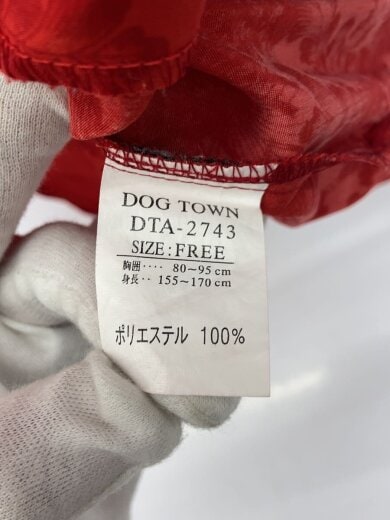 DOG TOWN
DTA-2743
SIZE:FREE
胸囲‥‥ 80~95cm
身長‥ 155~170cm
ポリエステル 100%